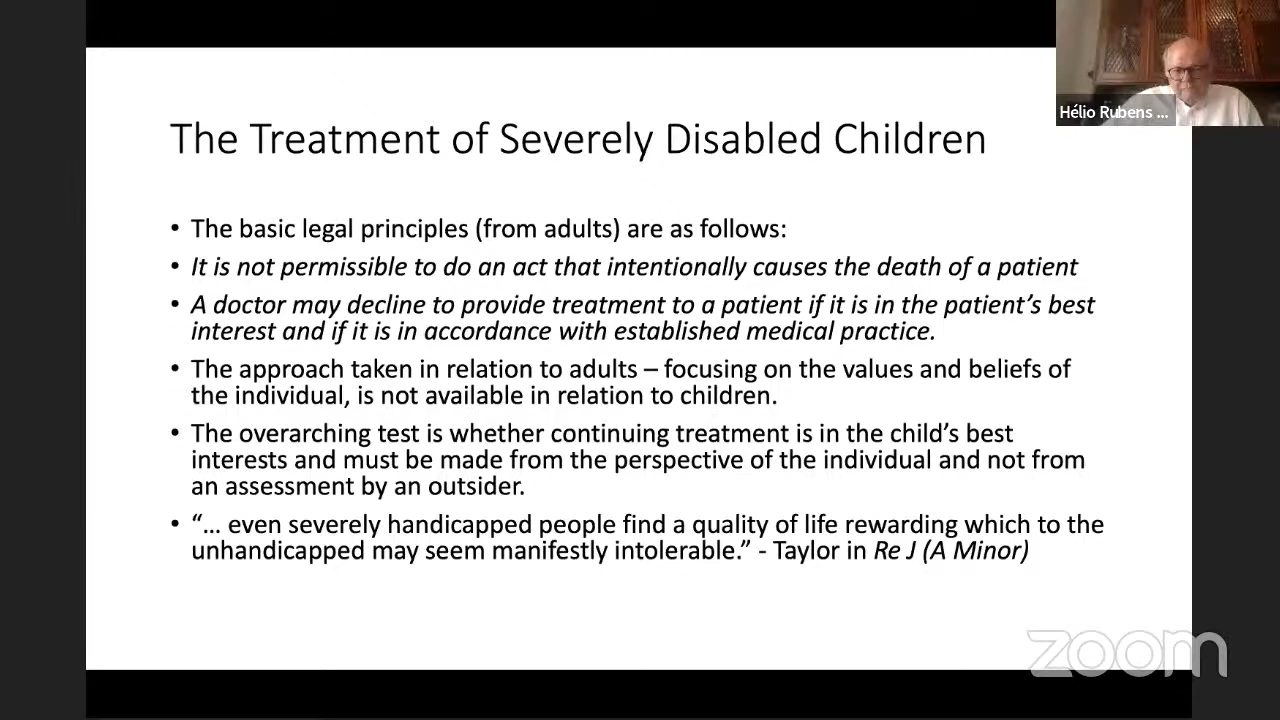 The Treatment of Severely Disabled Children
• The basic legal principles (from adults) are as follows:
• It is not permissible to do an act that intentionally causes the death of a patient
• A doctor may decline to provide treatment to a patient if it is in the patient’s best
interest and if it is in accordance with established medical practice.
• The approach taken in relation to adults – focusing on the values and beliefs of
the individual, is not available in relation to children.
• The overarching test is whether continuing treatment is in the child’s best
interests and must be made from the perspective of the individual and not from
an assessment by an outsider.
• “… even severely handicapped people find a quality of life rewarding which to the
unhandicapped may seem manifestly intolerable.” - Taylor in Re J (A Minor)
Hélio Rubens ...
zoom